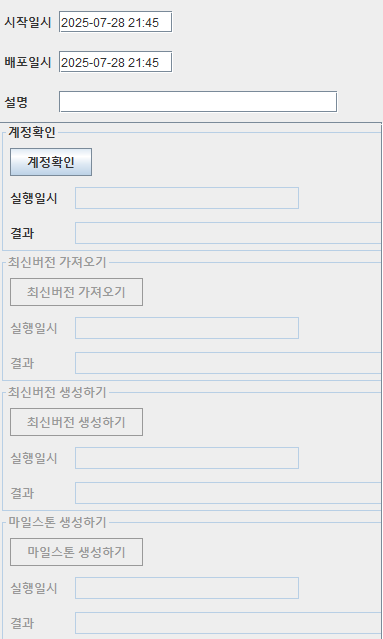 시작일시 2025-07-28 21:45
배포일시 2025-07-28 21:45
설명
계정확인
계정확인
실행일시
결과
최신버전 가져오기
최신버전 가져오기
실행일시
결과
최신버전 생성하기
최신버전 생성하기
실행일시
결과
마일스톤 생성하기
마일스톤 생성하기
실행일시
결과